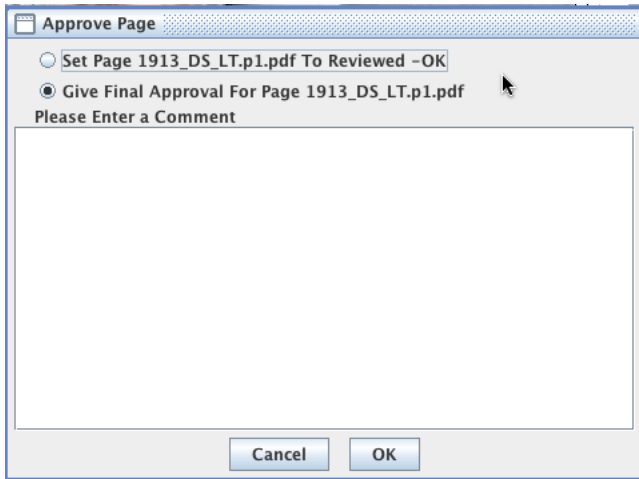 Approve Page
Set Page 1913_DS_LT.p1.pdf To Reviewed -OK
Give Final Approval For Page 1913_DS_LT.p1.pdf
Please Enter a Comment
Cancel OK